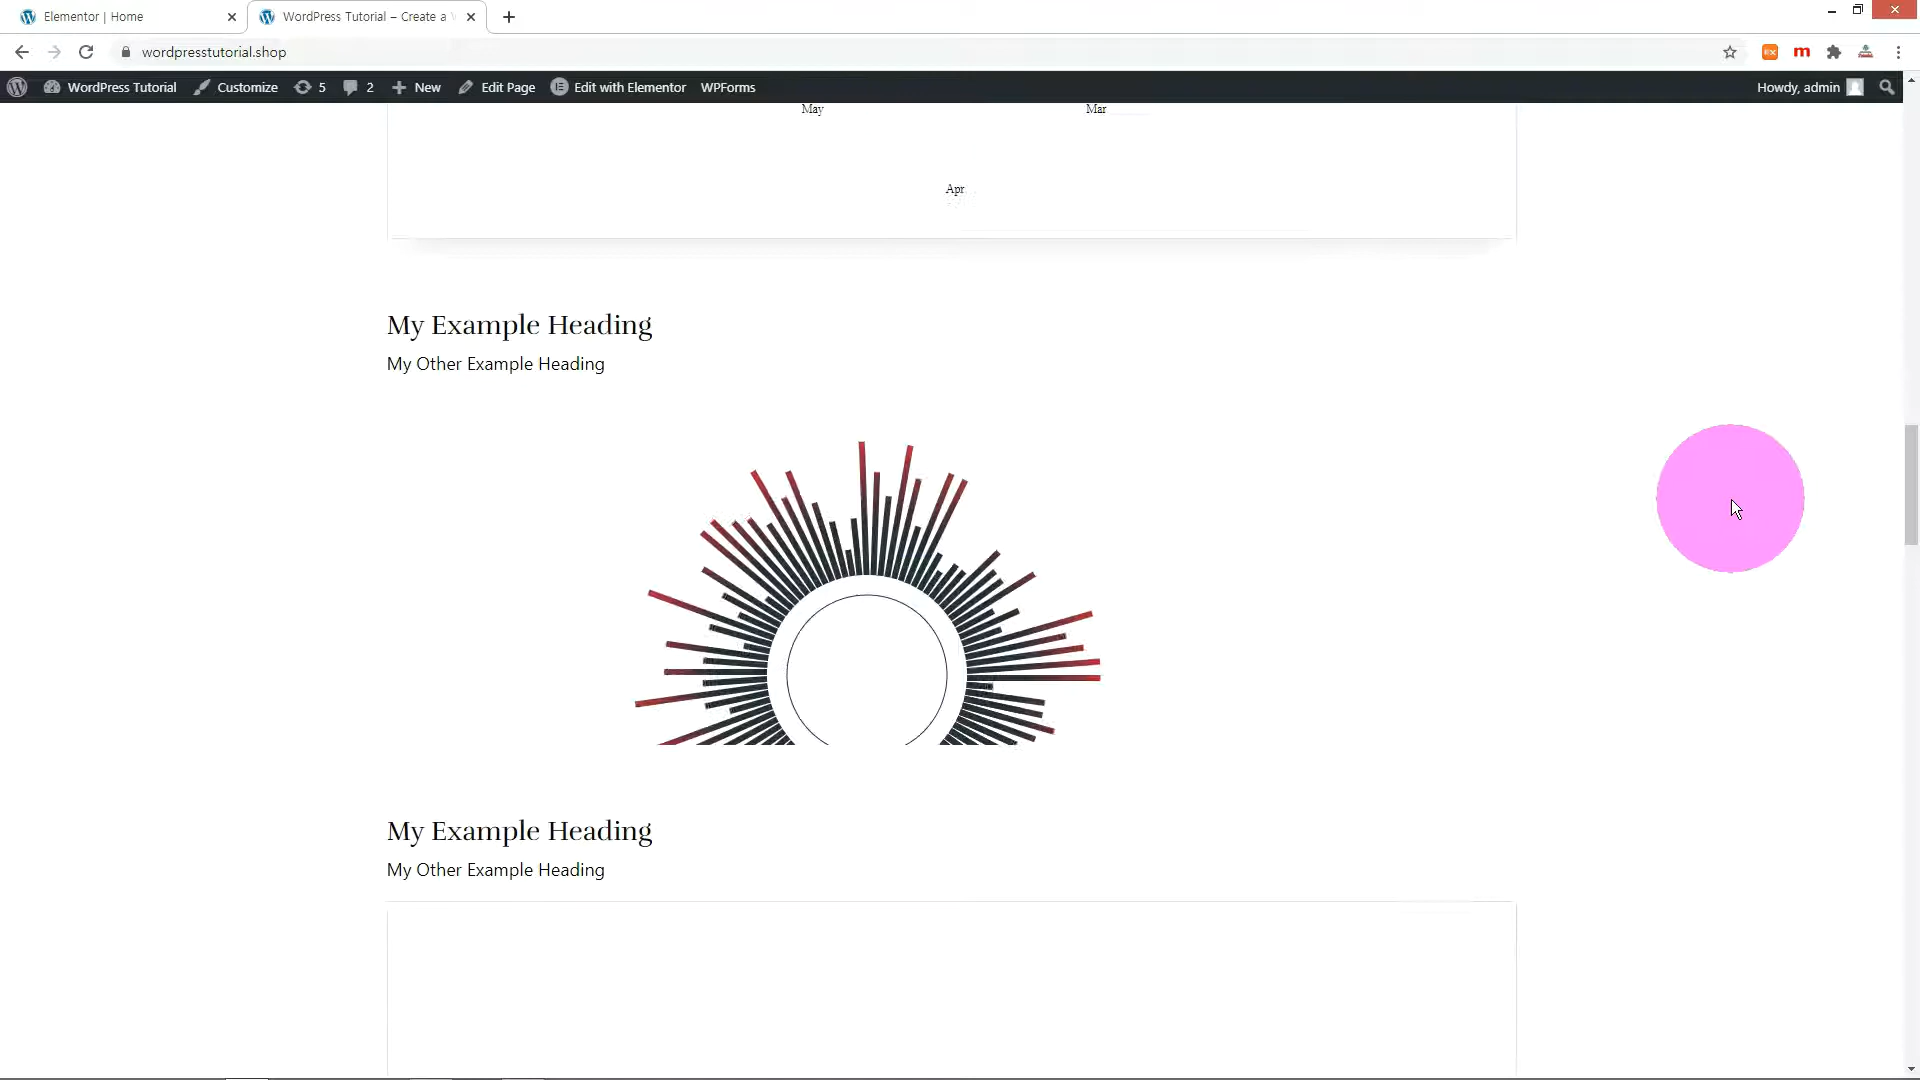 Elementor | Home
WordPress Tutorial – Create a
wordpresstutorial.shop
WordPress Tutorial Customize 5 2 New Edit Page Edit with Elementor WPForms Howdy, admin
May Mar
Apr
My Example Heading
My Other Example Heading
My Example Heading
My Other Example Heading